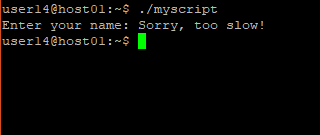 user14@host01:~$ ./myscript
Enter your name: Sorry, too slow!
user14@host01:~$